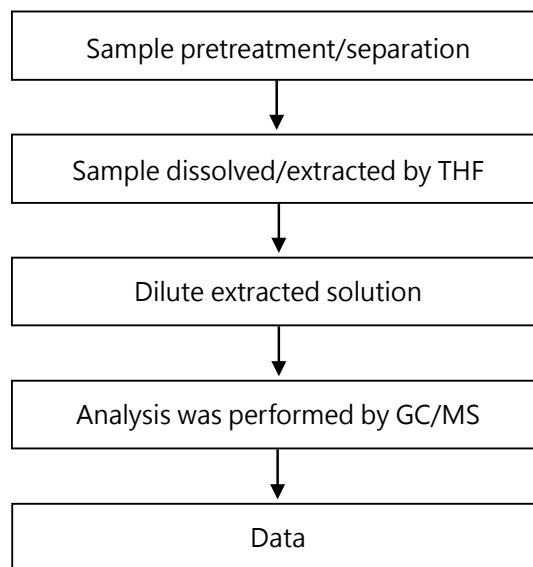 Sample pretreatment/separation
Sample dissolved/extracted by THF
Dilute extracted solution
Analysis was performed by GC/MS
Data